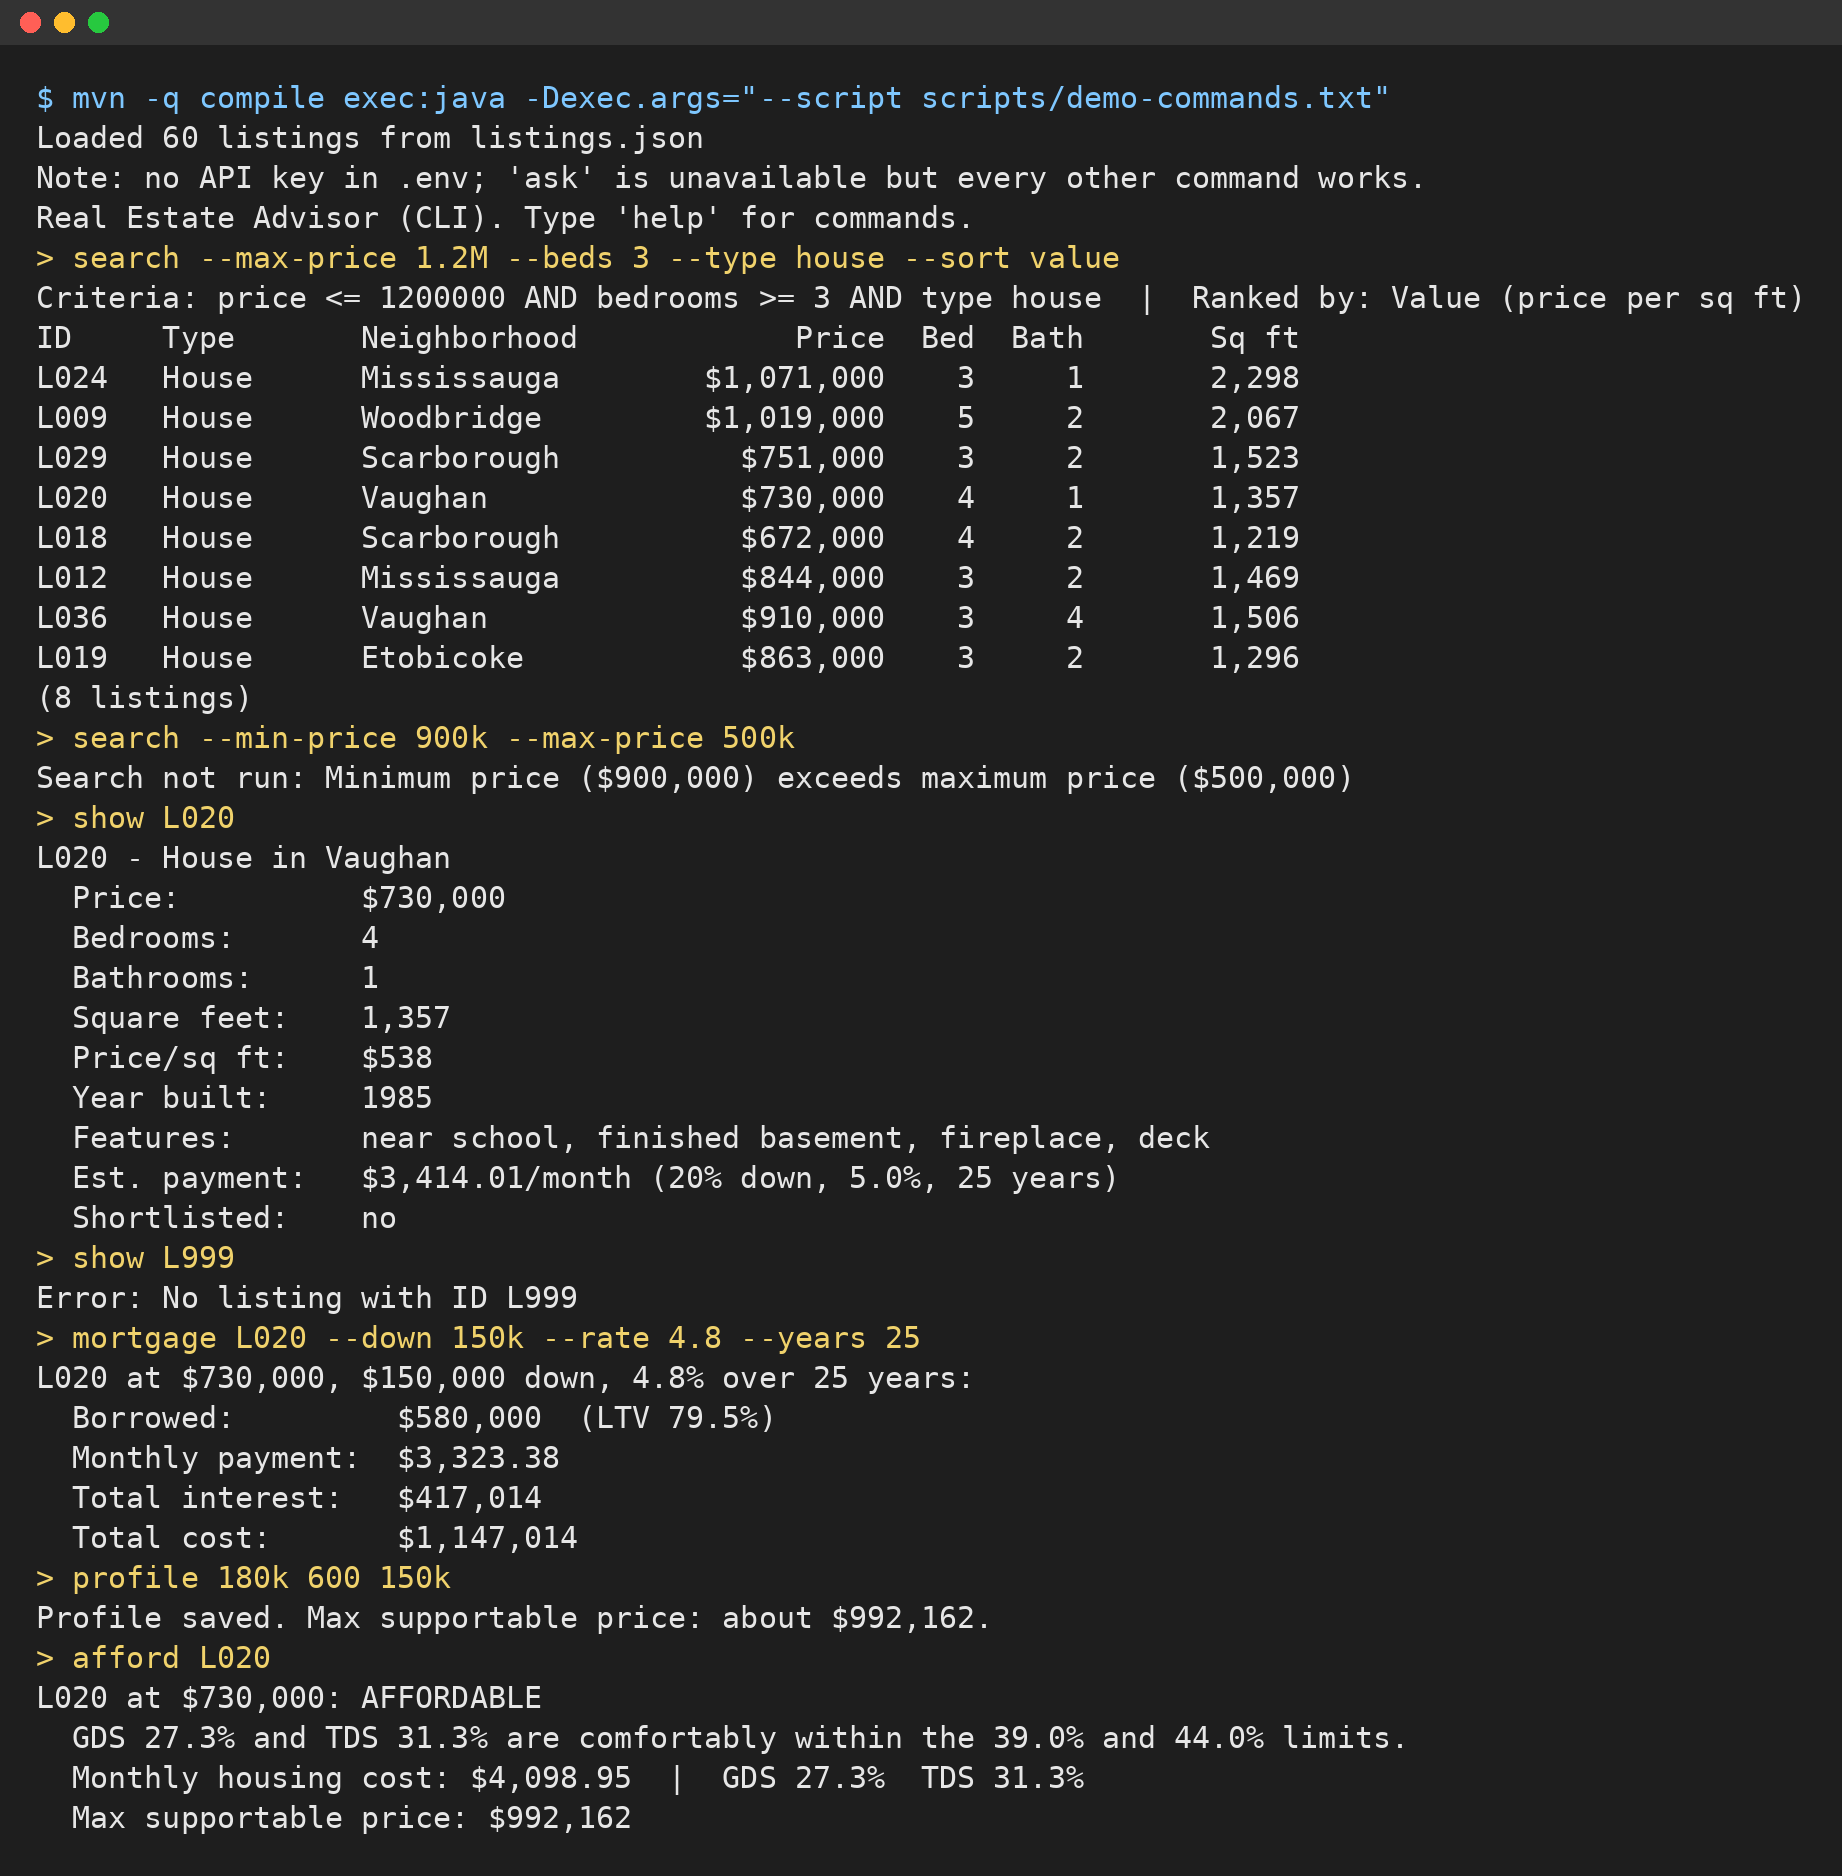 $ mvn -q compile exec:java -Dexec.args="--script scripts/demo-commands.txt"
Loaded 60 listings from listings.json
Note: no API key in .env; 'ask' is unavailable but every other command works.
Real Estate Advisor (CLI). Type 'help' for commands.
> search --max-price 1.2M --beds 3 --type house --sort value
Criteria: price <= 1200000 AND bedrooms >= 3 AND type house  |  Ranked by: Value (price per sq ft)
ID     Type       Neighborhood            Price  Bed  Bath       Sq ft
L024   House      Mississauga        $1,071,000    3     1       2,298
L009   House      Woodbridge         $1,019,000    5     2       2,067
L029   House      Scarborough          $751,000    3     2       1,523
L020   House      Vaughan              $730,000    4     1       1,357
L018   House      Scarborough          $672,000    4     2       1,219
L012   House      Mississauga          $844,000    3     2       1,469
L036   House      Vaughan              $910,000    3     4       1,506
L019   House      Etobicoke            $863,000    3     2       1,296
(8 listings)
> search --min-price 900k --max-price 500k
Search not run: Minimum price ($900,000) exceeds maximum price ($500,000)
> show L020
L020 - House in Vaughan
  Price:          $730,000
  Bedrooms:       4
  Bathrooms:      1
  Square feet:    1,357
  Price/sq ft:    $538
  Year built:     1985
  Features:       near school, finished basement, fireplace, deck
  Est. payment:   $3,414.01/month (20% down, 5.0%, 25 years)
  Shortlisted:    no
> show L999
Error: No listing with ID L999
> mortgage L020 --down 150k --rate 4.8 --years 25
L020 at $730,000, $150,000 down, 4.8% over 25 years:
  Borrowed:         $580,000  (LTV 79.5%)
  Monthly payment:  $3,323.38
  Total interest:   $417,014
  Total cost:       $1,147,014
> profile 180k 600 150k
Profile saved. Max supportable price: about $992,162.
> afford L020
L020 at $730,000: AFFORDABLE
  GDS 27.3% and TDS 31.3% are comfortably within the 39.0% and 44.0% limits.
  Monthly housing cost: $4,098.95  |  GDS 27.3%  TDS 31.3%
  Max supportable price: $992,162